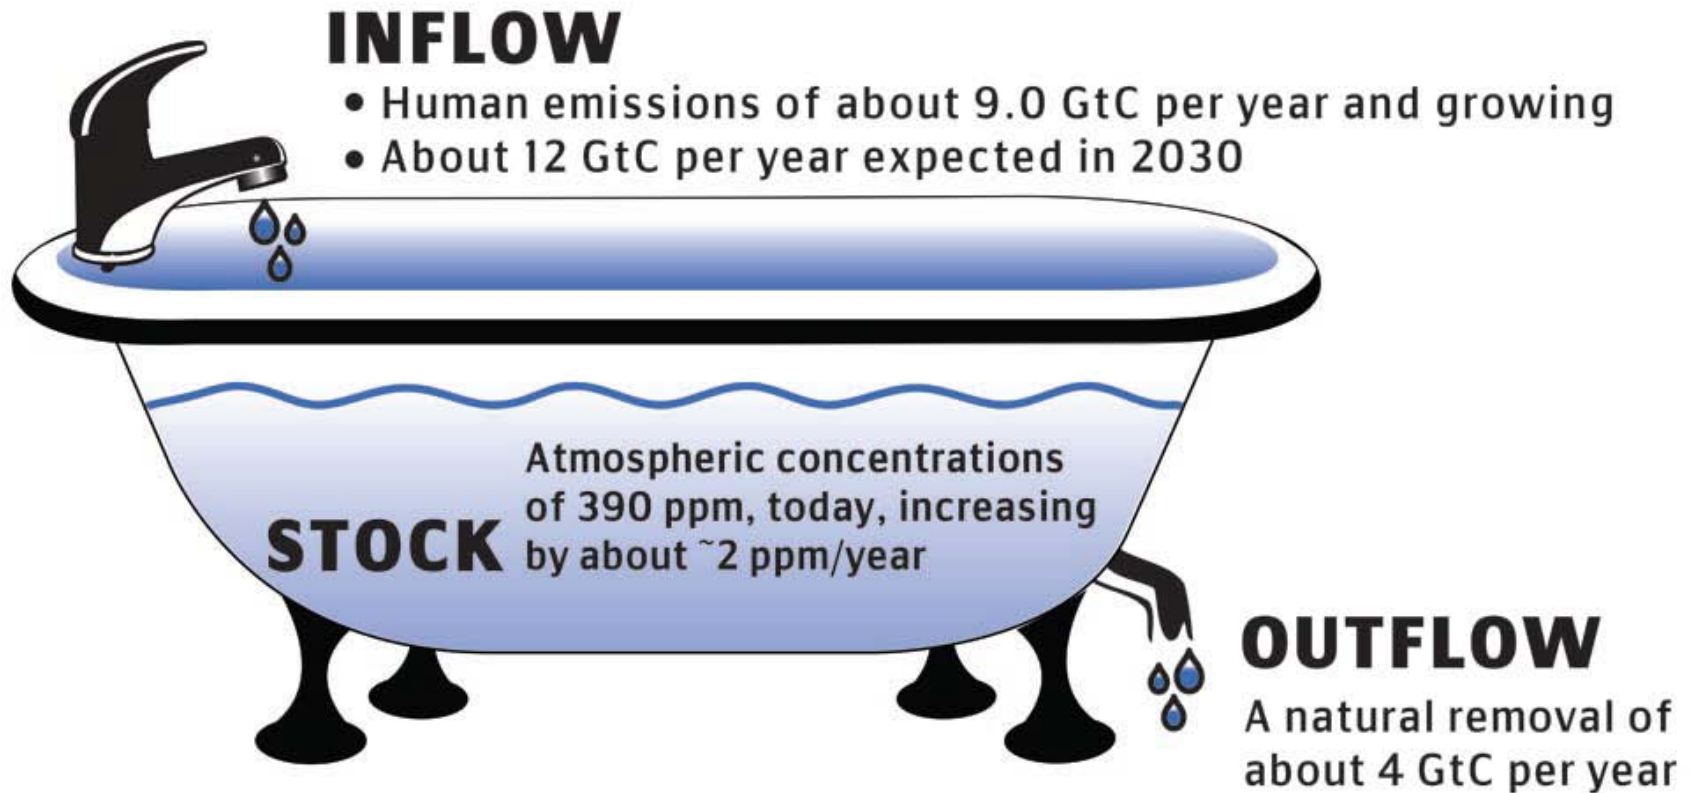 INFLOW
• Human emissions of about 9.0 GtC per year and growing
• About 12 GtC per year expected in 2030
Atmospheric concentrations
of 390 ppm, today, increasing
STOCK by about ~2 ppm/year
OUTFLOW
A natural removal of
about 4 GtC per year